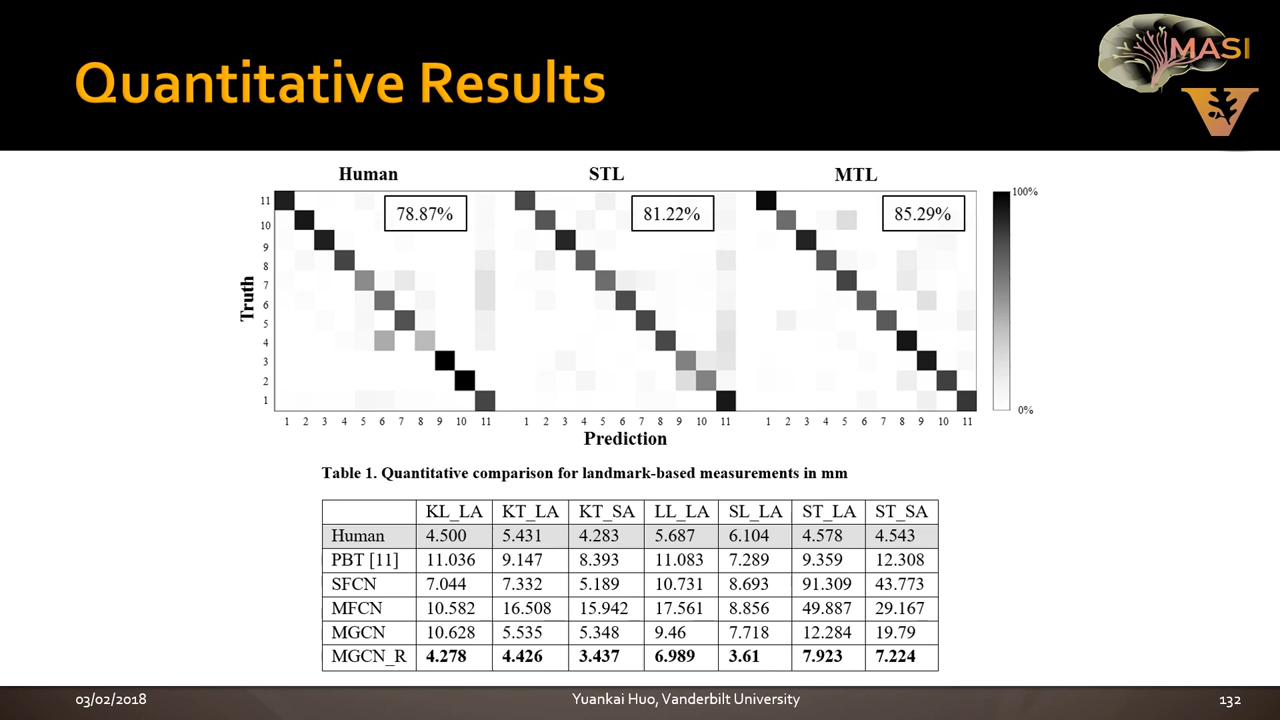 MASI
Quantitative Results
V
Human STL MTL
78.87% 81.22% 85.29%
100%
0%
Truth
11
10
9
8
7
6
5
4
3
2
1
1 2 3 4 5 6 7 8 9 10 11 1 2 3 4 5 6 7 8 9 10 11 1 2 3 4 5 6 7 8 9 10 11
Prediction
Table 1. Quantitative comparison for landmark-based measurements in mm
KL_LA KT_LA KT_SA LL_LA SL_LA ST_LA ST_SA
Human 4.500 5.431 4.283 5.687 6.104 4.578 4.543
PBT [11] 11.036 9.147 8.393 11.083 7.289 9.359 12.308
SFCN 7.044 7.332 5.189 10.731 8.693 91.309 43.773
MFCN 10.582 16.508 15.942 17.561 8.856 49.887 29.167
MGCN 10.628 5.535 5.348 9.46 7.718 12.284 19.79
MGCN_R 4.278 4.426 3.437 6.989 3.61 7.923 7.224
03/02/2018 Yuankai Huo, Vanderbilt University 132